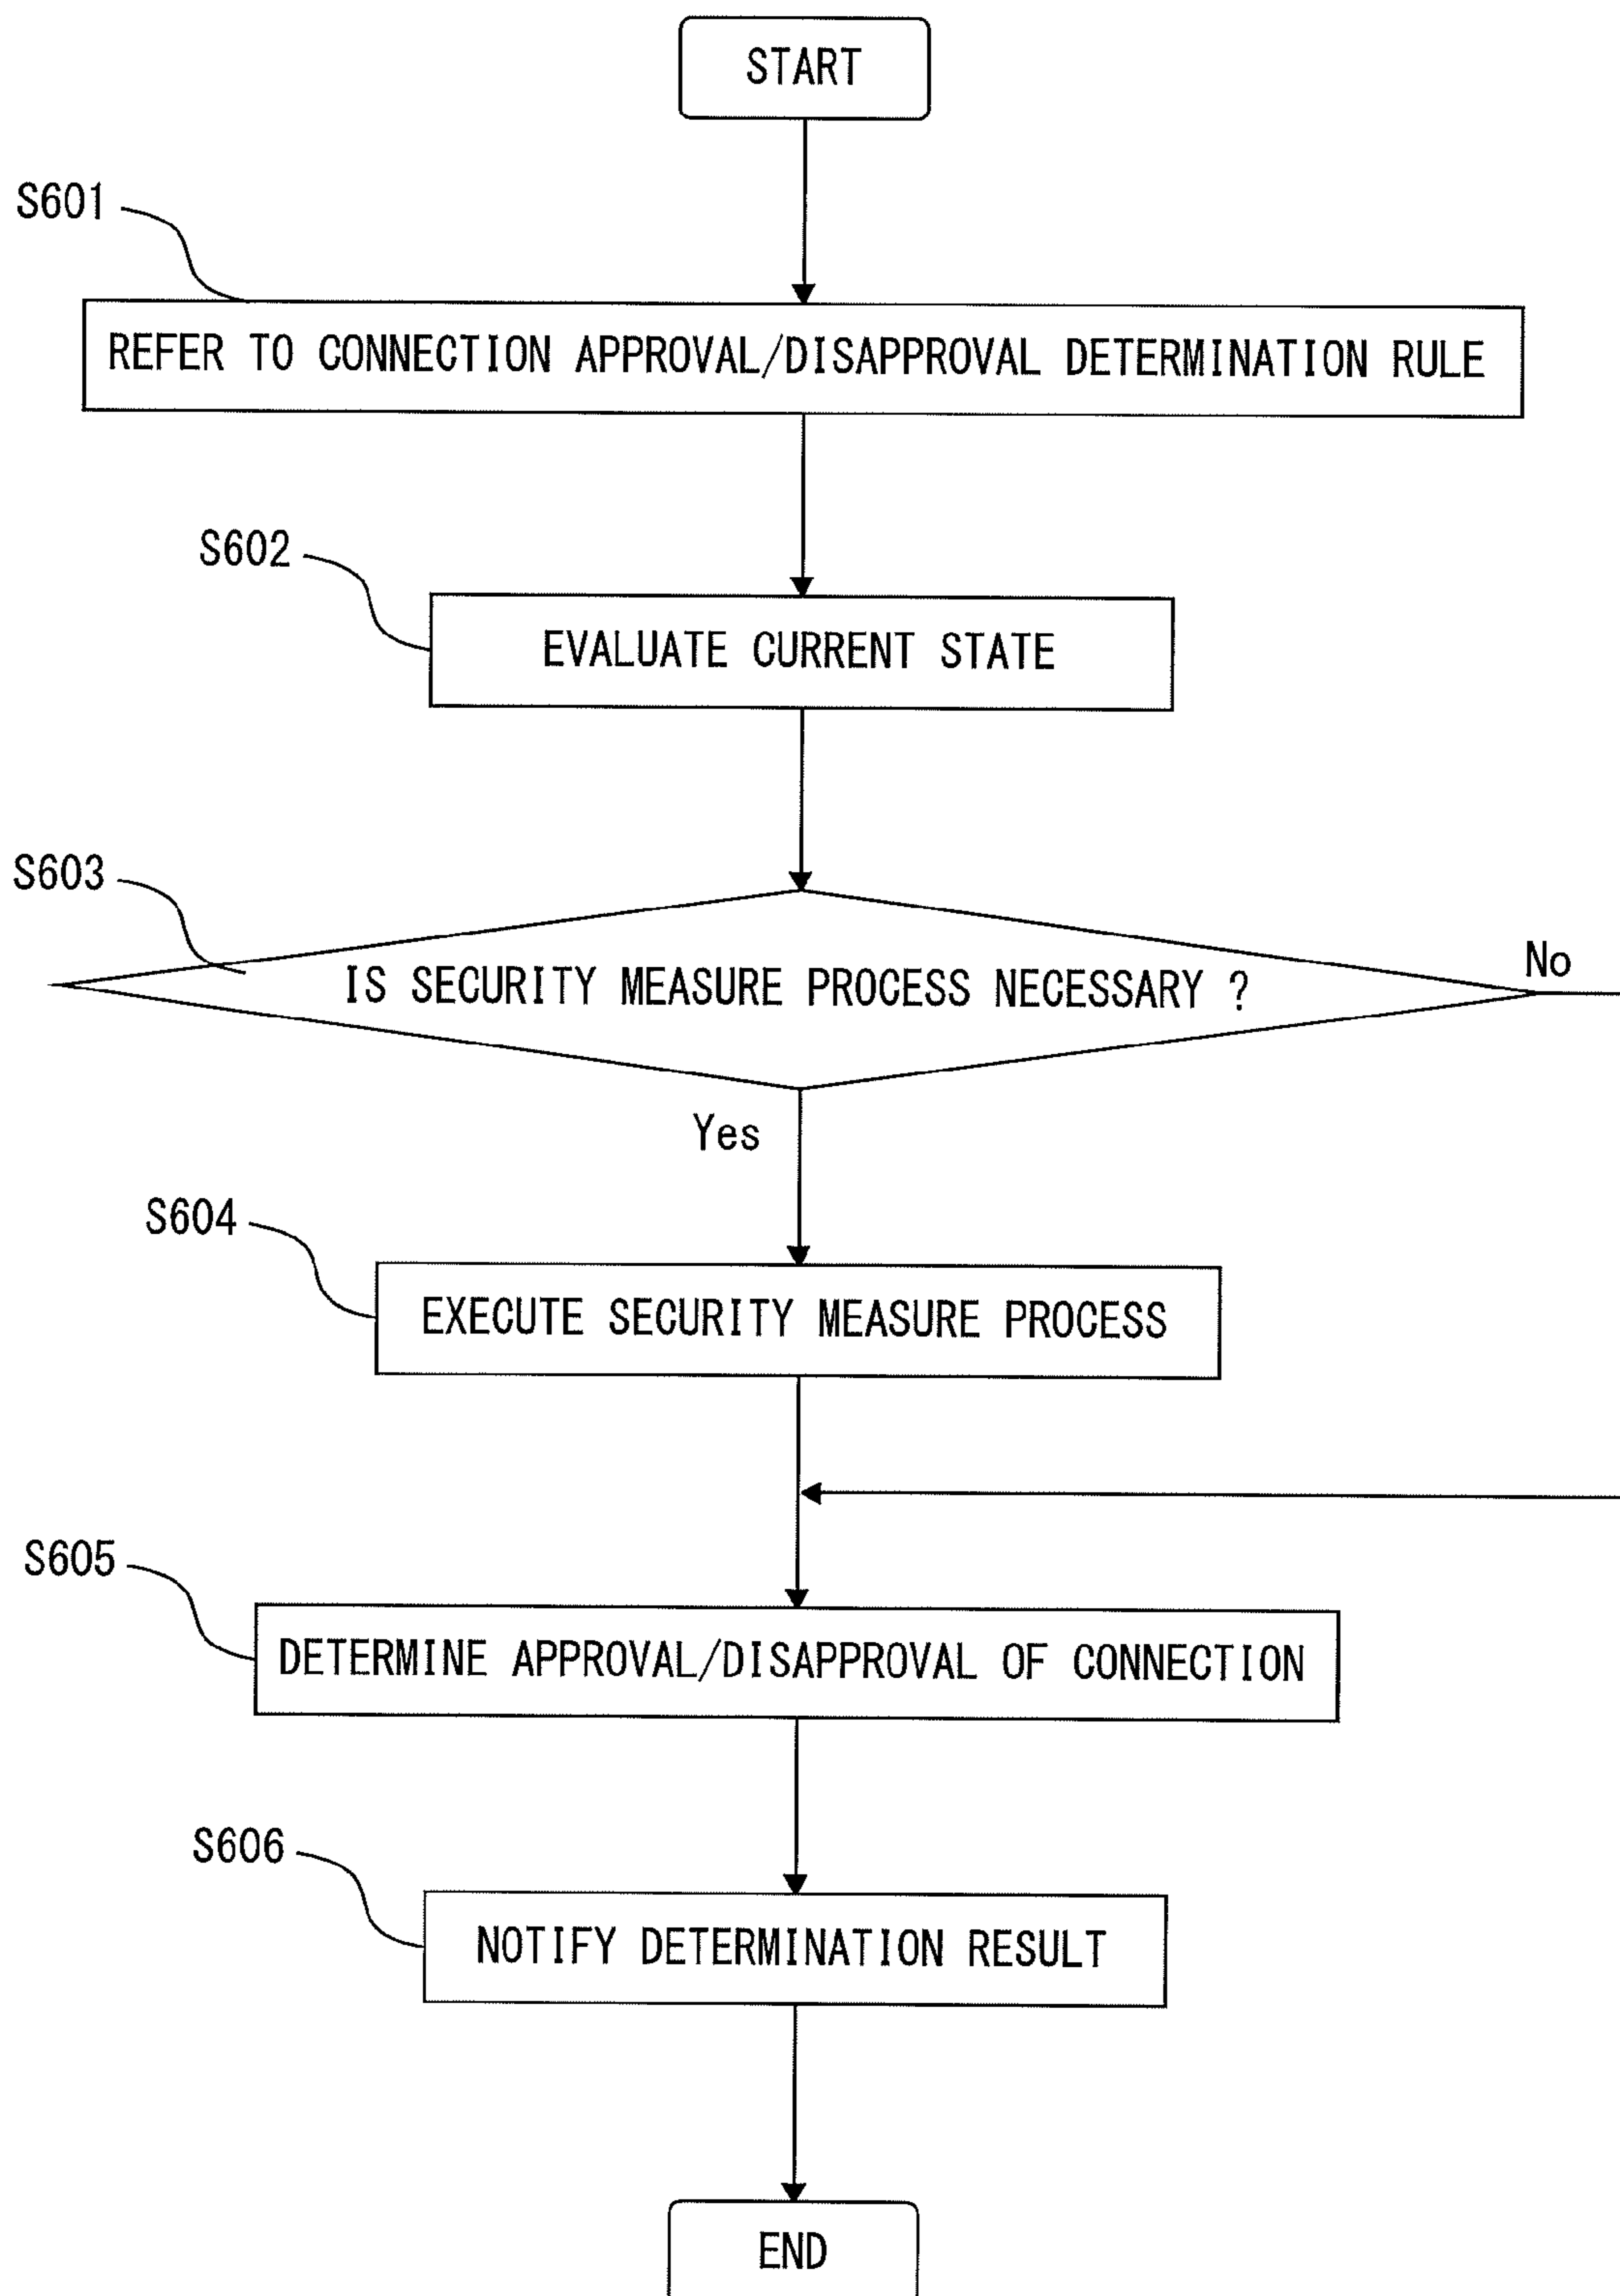 START
S601
REFER TO CONNECTION APPROVAL/DISAPPROVAL DETERMINATION RULE
S602
EVALUATE CURRENT STATE
S603
IS SECURITY MEASURE PROCESS NECESSARY ?
No
Yes
S604
EXECUTE SECURITY MEASURE PROCESS
S605
DETERMINE APPROVAL/DISAPPROVAL OF CONNECTION
S606
NOTIFY DETERMINATION RESULT
END